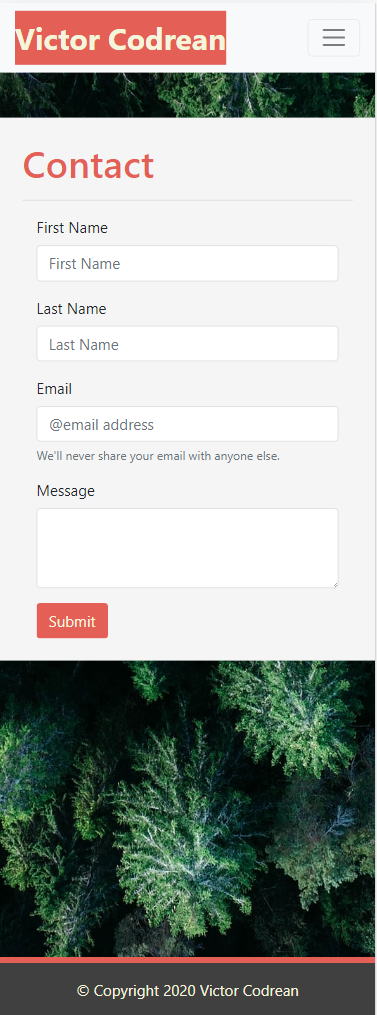 Victor Codrean
Contact
First Name
First Name
Last Name
Last Name
Email
@email address
We'll never share your email with anyone else.
Message
Submit
© Copyright 2020 Victor Codrean